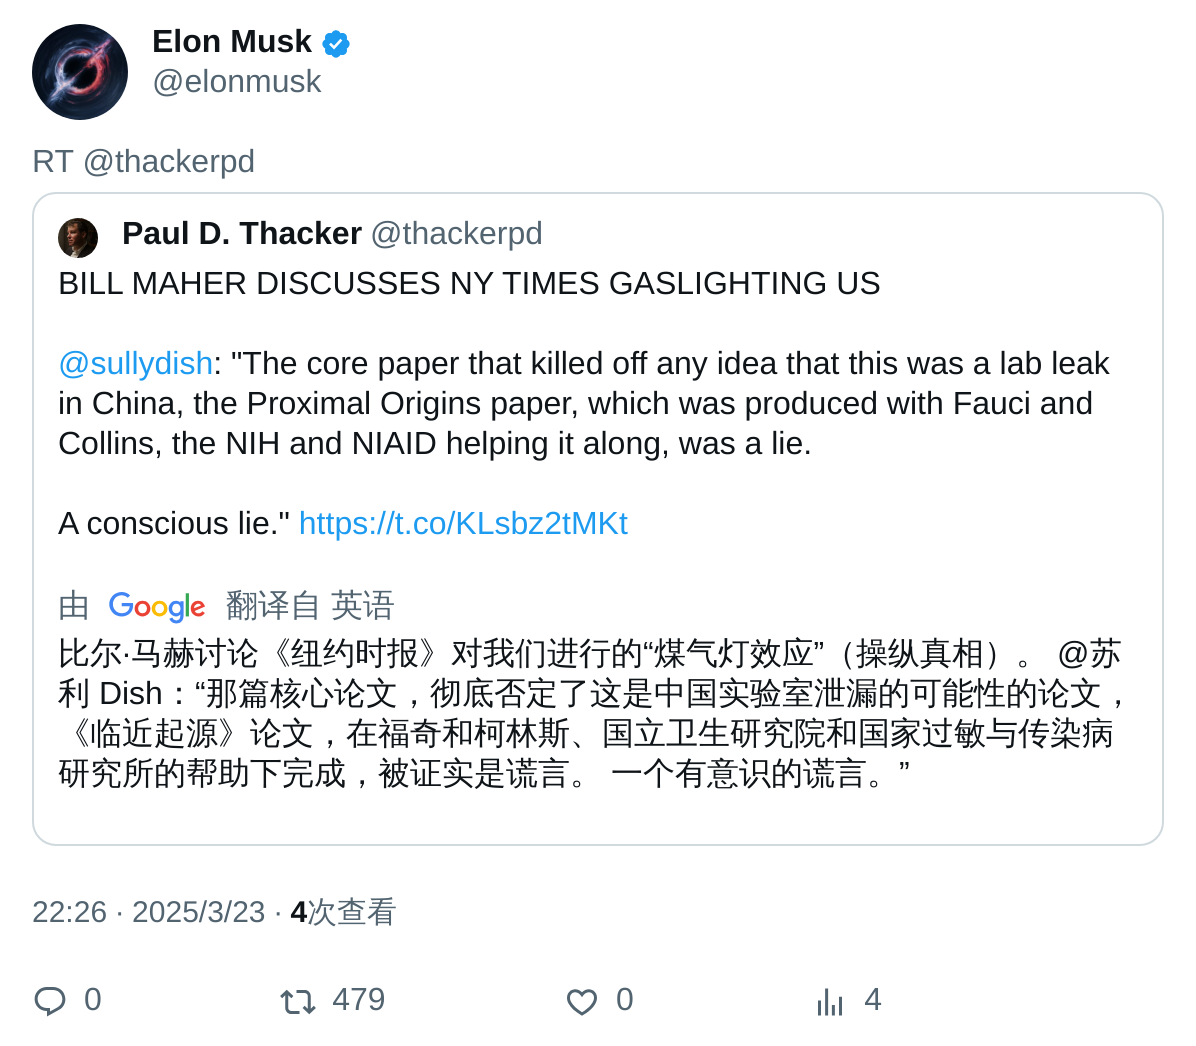 Elon Musk
@elonmusk
RT @thackerpd
Paul D. Thacker @thackerpd
BILL MAHER DISCUSSES NY TIMES GASLIGHTING US
@sullydish: "The core paper that killed off any idea that this was a lab leak
in China, the Proximal Origins paper, which was produced with Fauci and
Collins, the NIH and NIAID helping it along, was a lie.
A conscious lie." https://t.co/KLsbz2tMKt
由 Google 翻译自 英语
比尔·马赫讨论《纽约时报》对我们进行的“煤气灯效应”（操纵真相）。 @苏
利 Dish：“那篇核心论文，彻底否定了这是中国实验室泄漏的可能性的论文，
《临近起源》论文，在福奇和柯林斯、国立卫生研究院和国家过敏与传染病
研究所的帮助下完成，被证实是谎言。 一个有意识的谎言。”
22:26 · 2025/3/23 · 4次查看
0 479 0 4